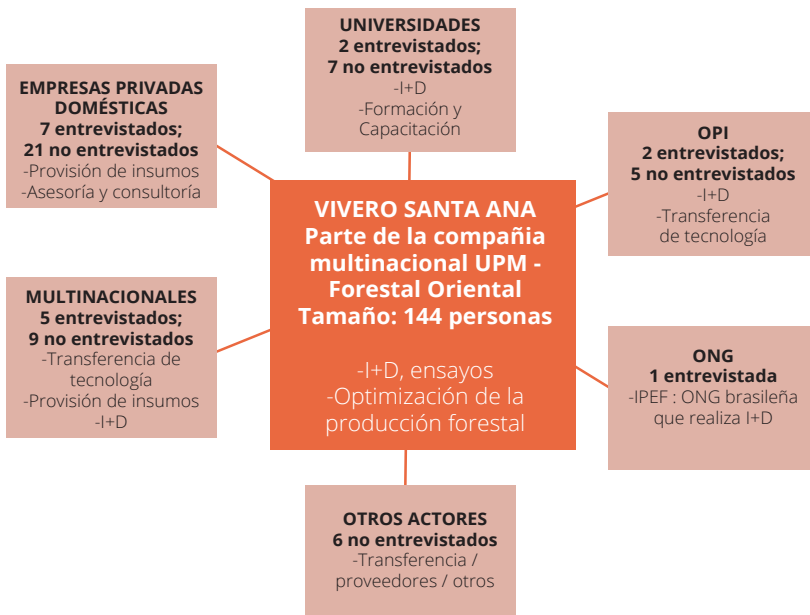 UNIVERSIDADES
2 entrevistados;
7 no entrevistados
-I+D
-Formación y
Capacitación
EMPRESAS PRIVADAS
DOMÉSTICAS
7 entrevistados;
21 no entrevistados
-Provisión de insumos
-Asesoría y consultoría
OPI
2 entrevistados;
5 no entrevistados
-I+D
-Transferencia
de tecnología
VIVERO SANTA ANA
Parte de la compañia
multinacional UPM -
Forestal Oriental
Tamaño: 144 personas
-I+D, ensayos
-Optimización de la
producción forestal
MULTINACIONALES
5 entrevistados;
9 no entrevistados
-Transferencia de
tecnología
-Provisión de insumos
-I+D
ONG
1 entrevistada
-IPEF : ONG brasileña
que realiza I+D
OTROS ACTORES
6 no entrevistados
-Transferencia /
proveedores / otros